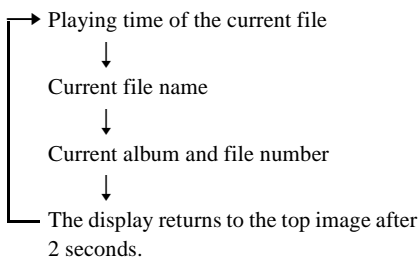 Playing time of the current file
Current file name
Current album and file number
The display returns to the top image after
2 seconds.